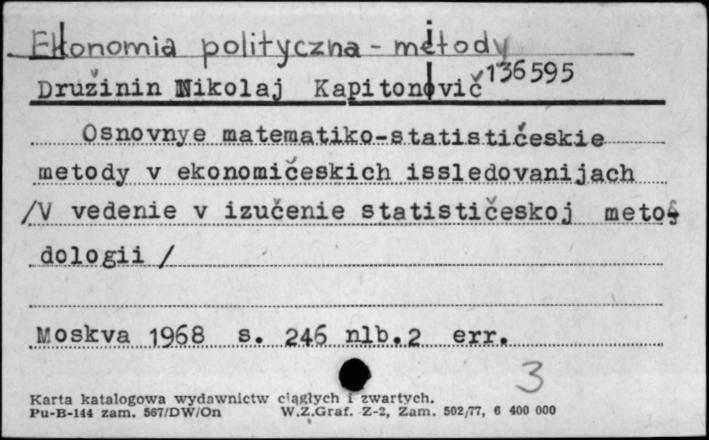 Ekonomia polityczna - metody
136595
Družinin Nikolaj Kapitonovič
Osnovnye matematiko-statističeskie
metody v ekonomičeskich issledovanijach
/V vedenie v izučenie statističeskoj meto-
dologii /
Moskva 1968 s. 246 nlb.2 err.
3
Karta katalogowa wydawnictw ciągłych i zwartych.
Pu-B-144 zam. 567/DW/On W.Z.Graf. Z-2, Zam. 502/77, 6 400 000